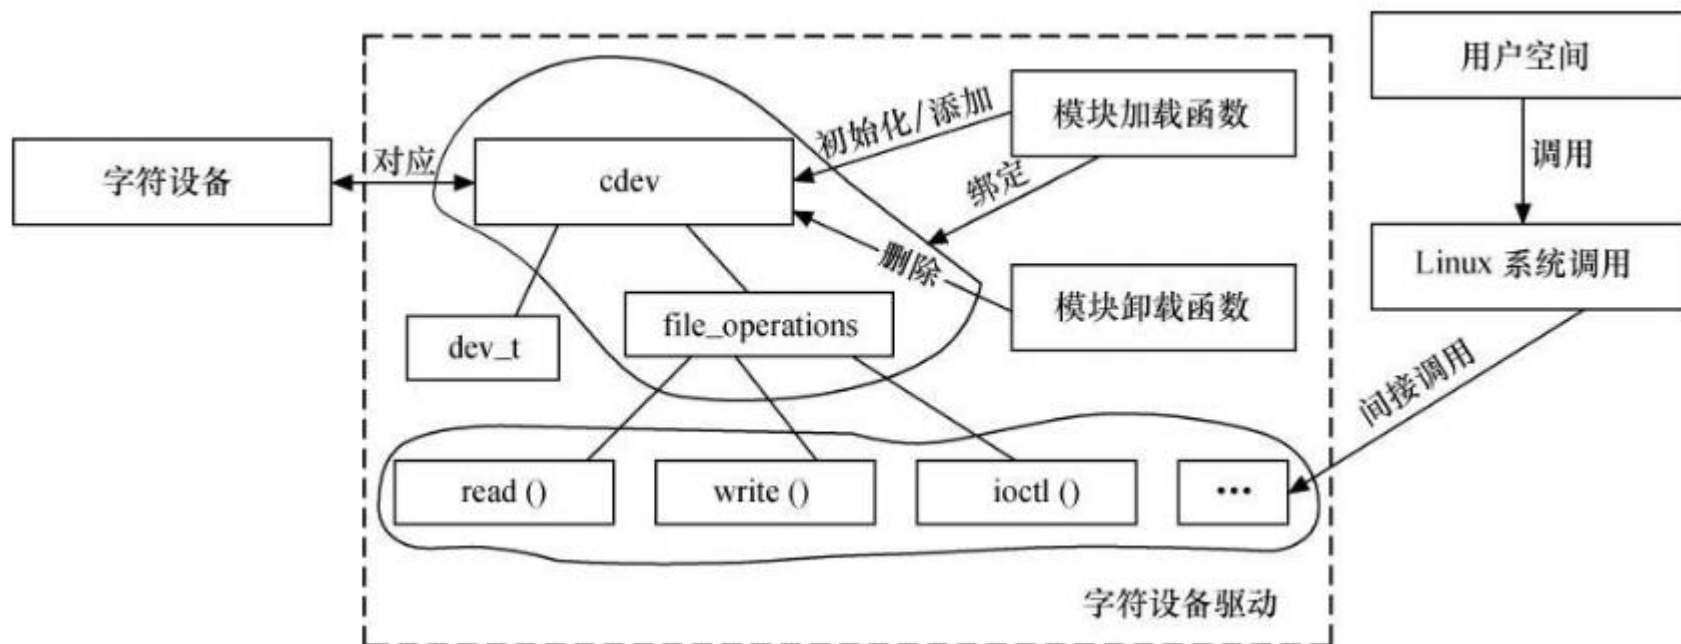 用户空间
模块加载函数
初始化/添加
对应
调用
字符设备
cdev
绑定
删除
Linux 系统调用
模块卸载函数
file_operations
dev_t
间接调用
read ()
write ()
ioctl ()
•••
字符设备驱动